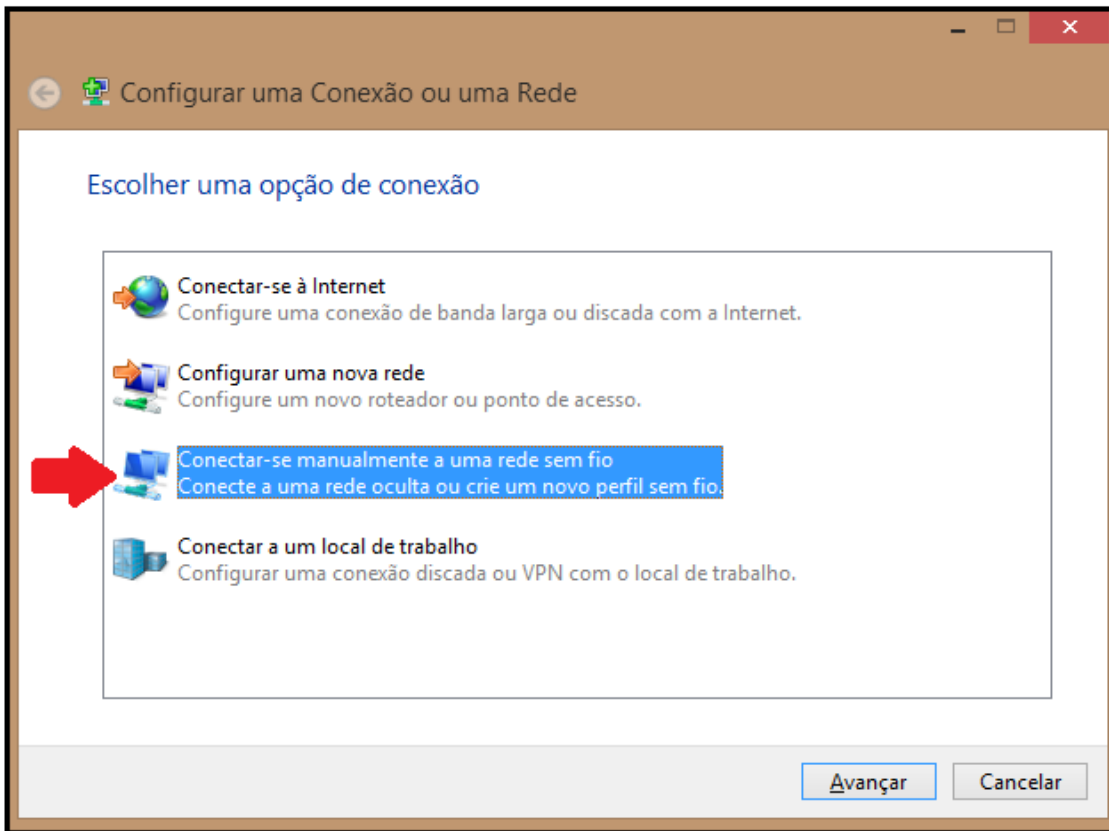 Configurar uma Conexão ou uma Rede
Escolher uma opção de conexão
Conectar-se à Internet
Configure uma conexão de banda larga ou discada com a Internet.
Configurar uma nova rede
Configure um novo roteador ou ponto de acesso.
Conectar-se manualmente a uma rede sem fio
Conecte a uma rede oculta ou crie um novo perfil sem fio.
Conectar a um local de trabalho
Configurar uma conexão discada ou VPN com o local de trabalho.
Avançar
Cancelar